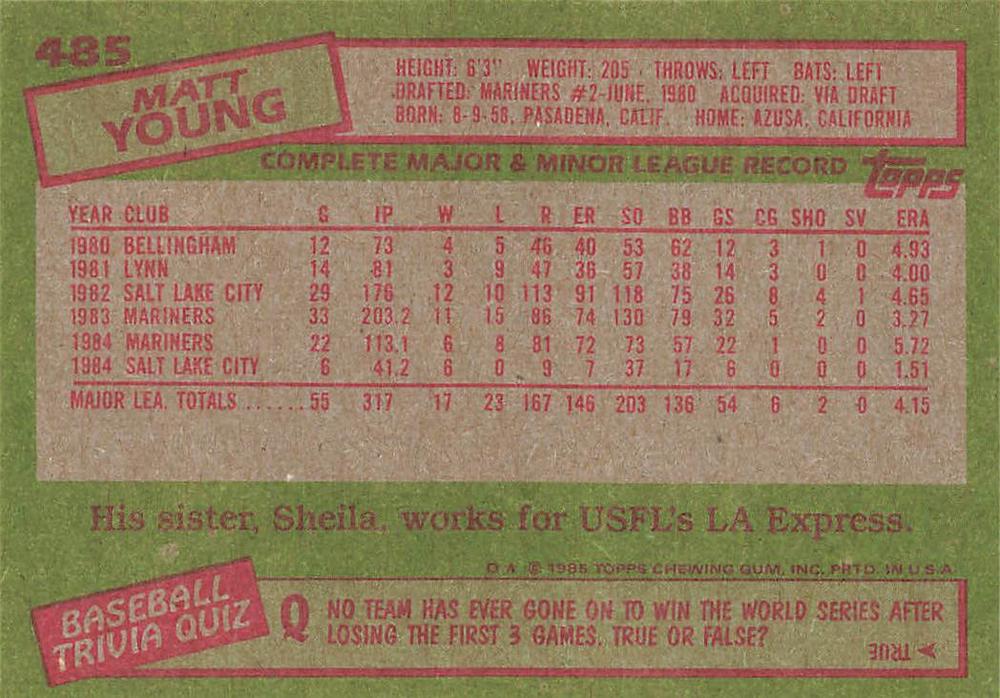 485
MATT
YOUNG
HEIGHT: 6'3" WEIGHT: 205 THROWS: LEFT BATS: LEFT
DRAFTED: MARINERS #2-JUNE, 1980 ACQUIRED: VIA DRAFT
BORN: 8-9-58, PASADENA, CALIF. HOME: AZUSA, CALIFORNIA
COMPLETE MAJOR & MINOR LEAGUE RECORD topps
YEAR CLUB G IP W L R ER SO BB GS CG SHO SV ERA
1980 BELLINGHAM 12 73 4 5 46 40 53 62 12 3 1 0 4.93
1981 LYNN 14 81 3 9 47 36 57 38 14 3 0 0 4.00
1982 SALT LAKE CITY 29 176 12 10 113 91 118 75 26 8 4 1 4.65
1983 MARINERS 33 203.2 11 15 86 74 130 79 32 5 2 0 3.27
1984 MARINERS 22 113.1 6 8 81 72 73 57 22 1 0 0 5.72
1984 SALT LAKE CITY 6 41.2 6 0 9 7 37 17 6 0 0 0 1.51
MAJOR LEA. TOTALS ...... 55 317 17 23 167 146 203 136 54 6 2 0 4.15
His sister, Sheila, works for USFL's LA Express.
D★ © 1985 TOPPS CHEWING GUM, INC. PRTD. IN U.S.A.
BASEBALL
TRIVIA QUIZ
Q NO TEAM HAS EVER GONE ON TO WIN THE WORLD SERIES AFTER
LOSING THE FIRST 3 GAMES. TRUE OR FALSE?
TRUE